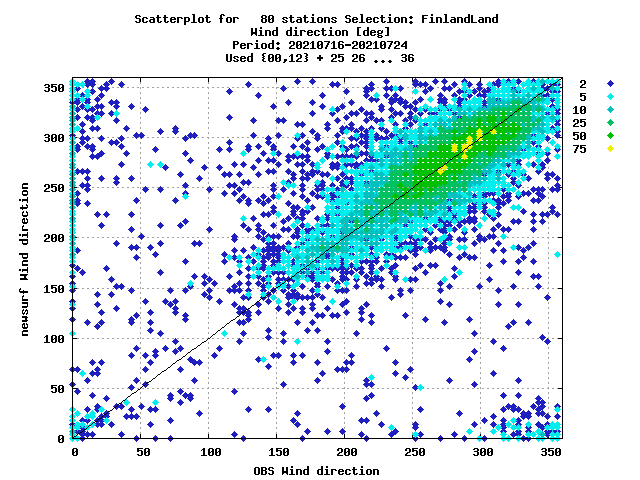 Scatterplot for 80 stations Selection: FinlandLand
Wind direction [deg]
Period: 20210716-20210724
Used {00,12} + 25 26 ... 36
newsurf Wind direction
350
300
250
200
150
100
50
0
2
5
10
25
50
75
0 50 100 150 200 250 300 350
OBS Wind direction